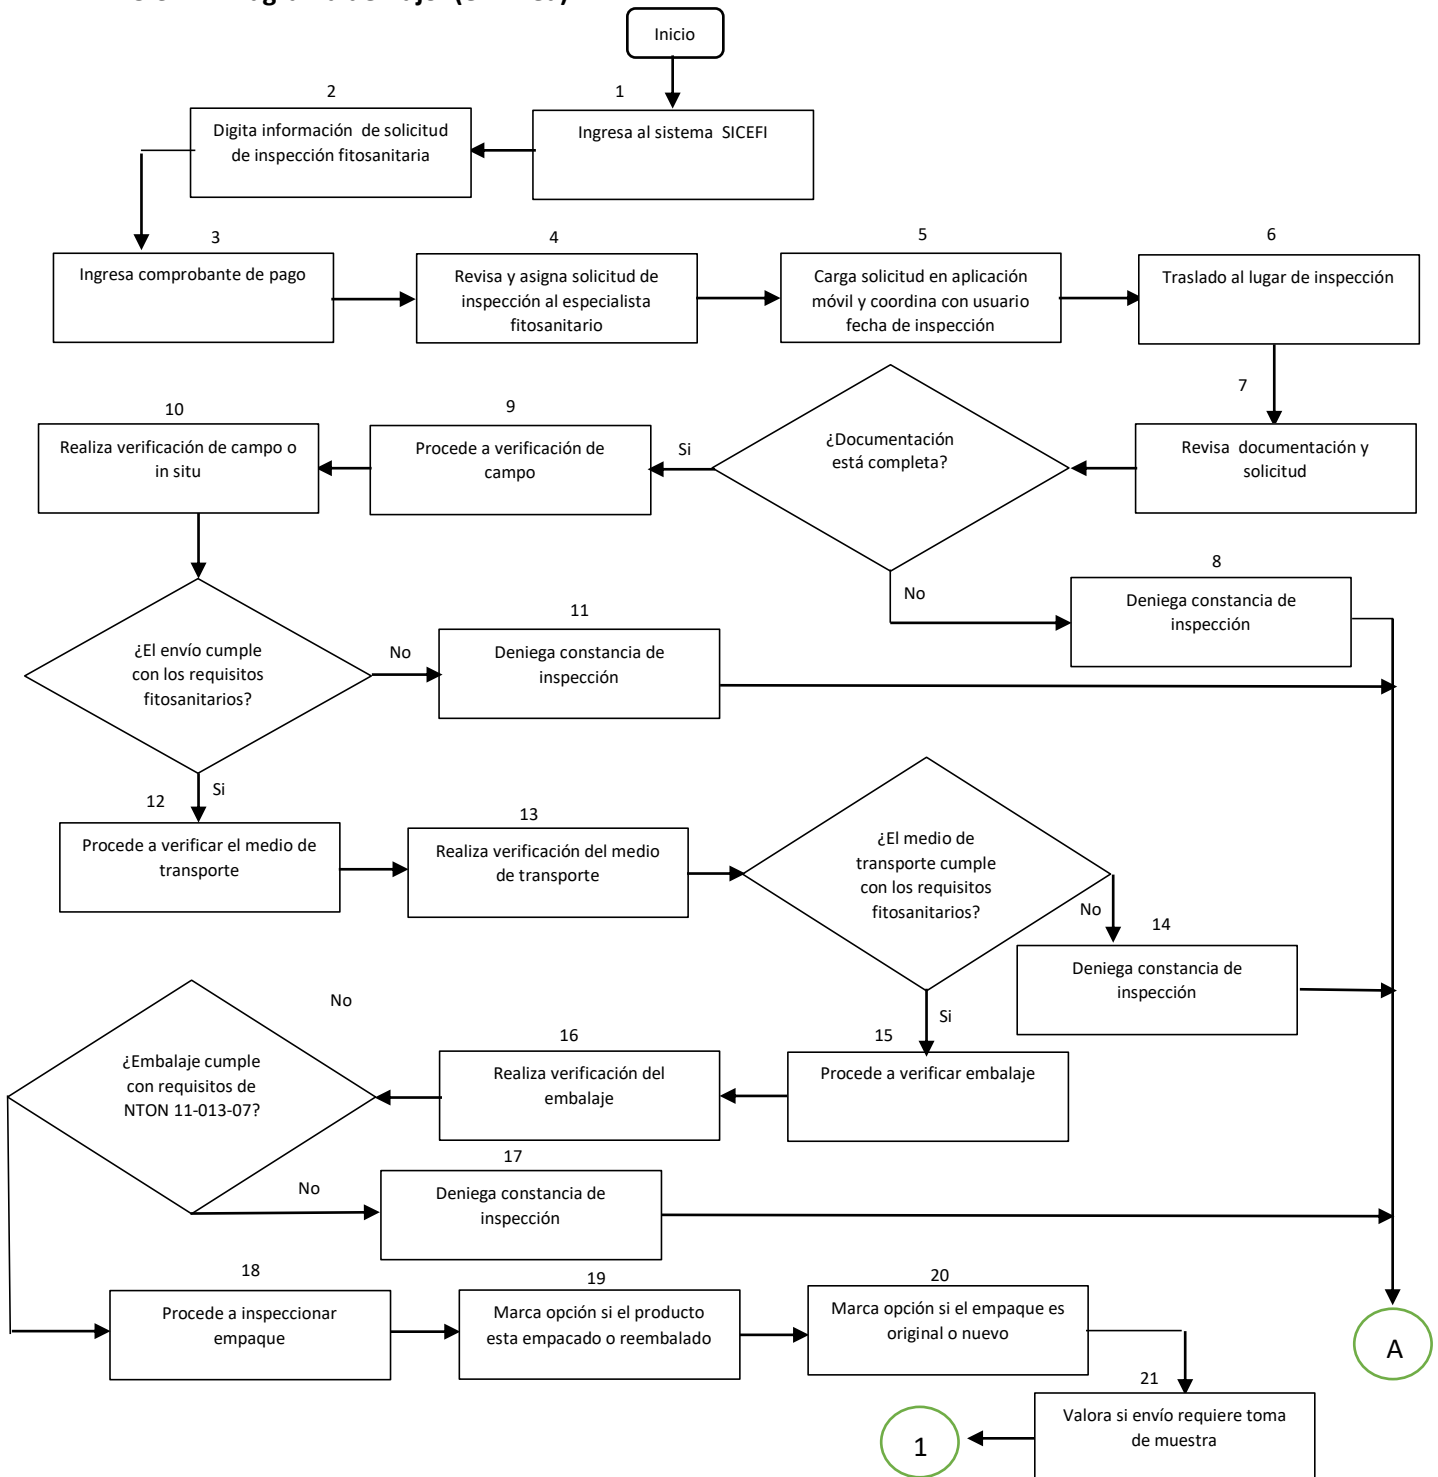 Inicio
1
Ingresa al sistema SICEFI
2
Digita información de solicitud
de inspección fitosanitaria
3
Ingresa comprobante de pago
4
Revisa y asigna solicitud de
inspección al especialista
fitosanitario
5
Carga solicitud en aplicación
móvil y coordina con usuario
fecha de inspección
6
Traslado al lugar de inspección
7
Revisa documentación y
solicitud
¿Documentación
está completa?
Si
No
8
Deniega constancia de
inspección
9
Procede a verificación de
campo
10
Realiza verificación de campo o
in situ
¿El envío cumple
con los requisitos
fitosanitarios?
No
Si
11
Deniega constancia de
inspección
12
Procede a verificar el medio de
transporte
13
Realiza verificación del medio
de transporte
¿El medio de
transporte cumple
con los requisitos
fitosanitarios?
No
Si
14
Deniega constancia de
inspección
15
Procede a verificar embalaje
16
Realiza verificación del
embalaje
No
¿Embalaje cumple
con requisitos de
NTON 11-013-07?
No
17
Deniega constancia de
inspección
18
Procede a inspeccionar
empaque
19
Marca opción si el producto
esta empacado o reembalado
20
Marca opción si el empaque es
original o nuevo
A
21
Valora si envío requiere toma
de muestra
1